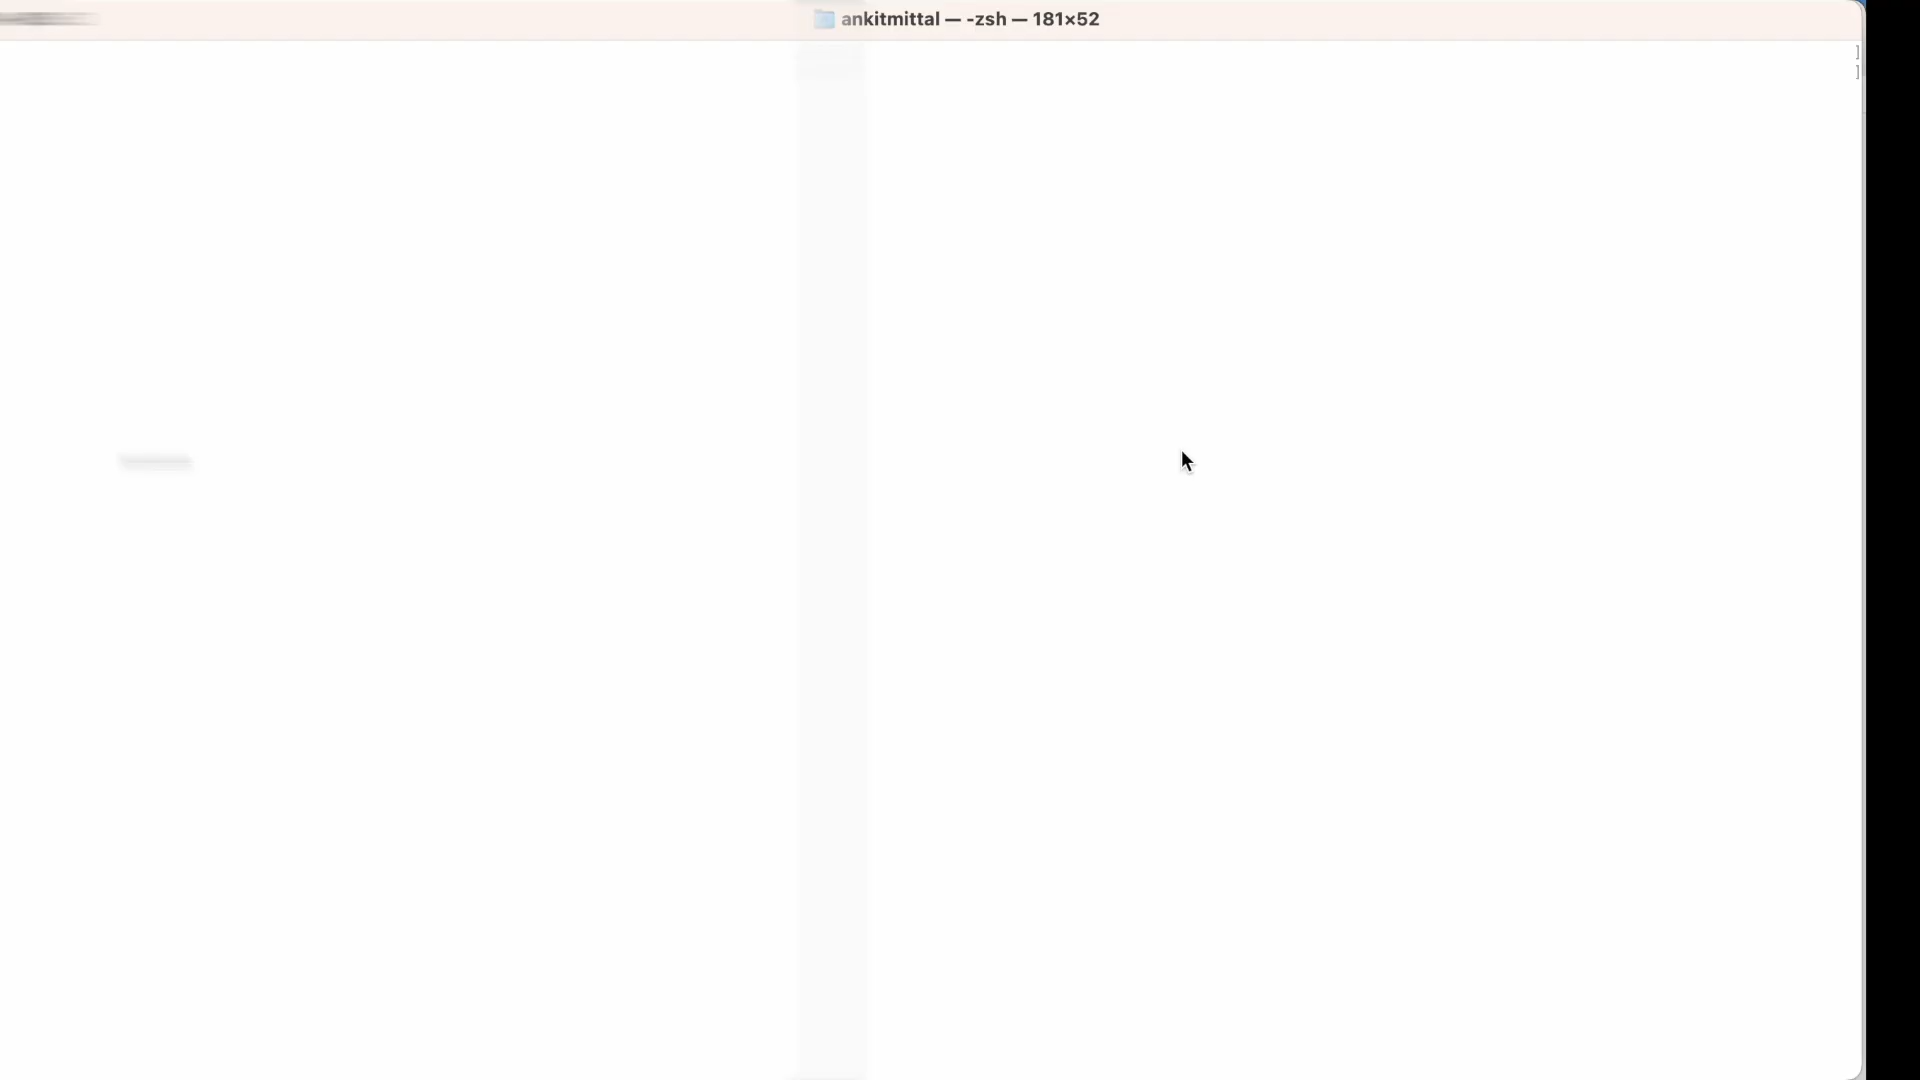 ankitmittal — -zsh — 181×52
]
]